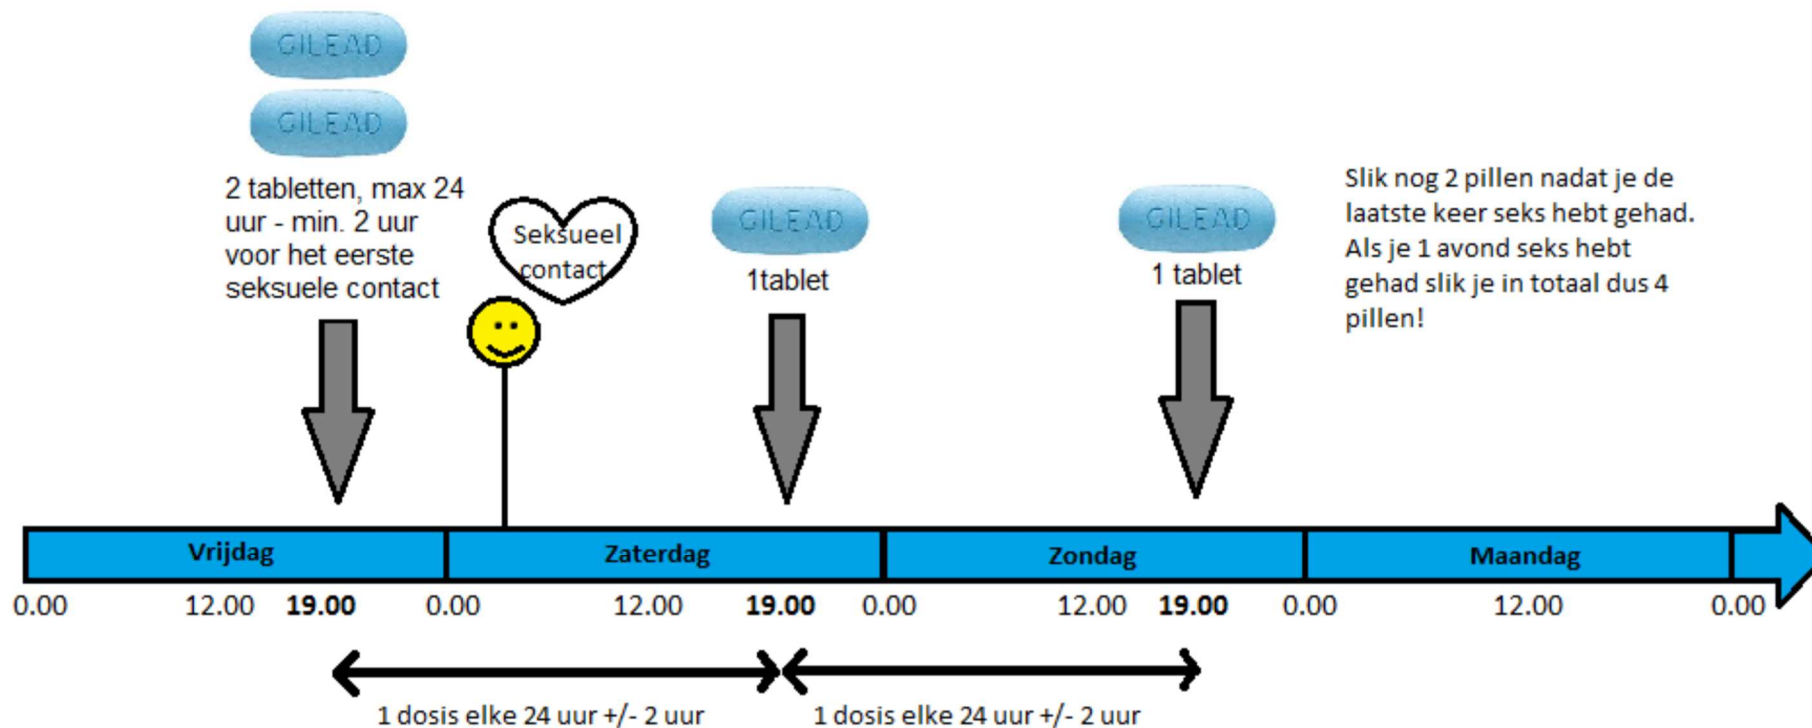 GILEAD
GILEAD
2 tabletten, max 24
uur - min. 2 uur
voor het eerste
seksuele contact
Seksueel
contact
GILEAD
1tablet
GILEAD
1 tablet
Slik nog 2 pillen nadat je de
laatste keer seks hebt gehad.
Als je 1 avond seks hebt
gehad slik je in totaal dus 4
pillen!
Vrijdag Zaterdag Zondag Maandag
0.00 12.00 19.00 0.00 12.00 19.00 0.00 12.00 19.00 0.00 12.00 0.00
1 dosis elke 24 uur +/- 2 uur 1 dosis elke 24 uur +/- 2 uur